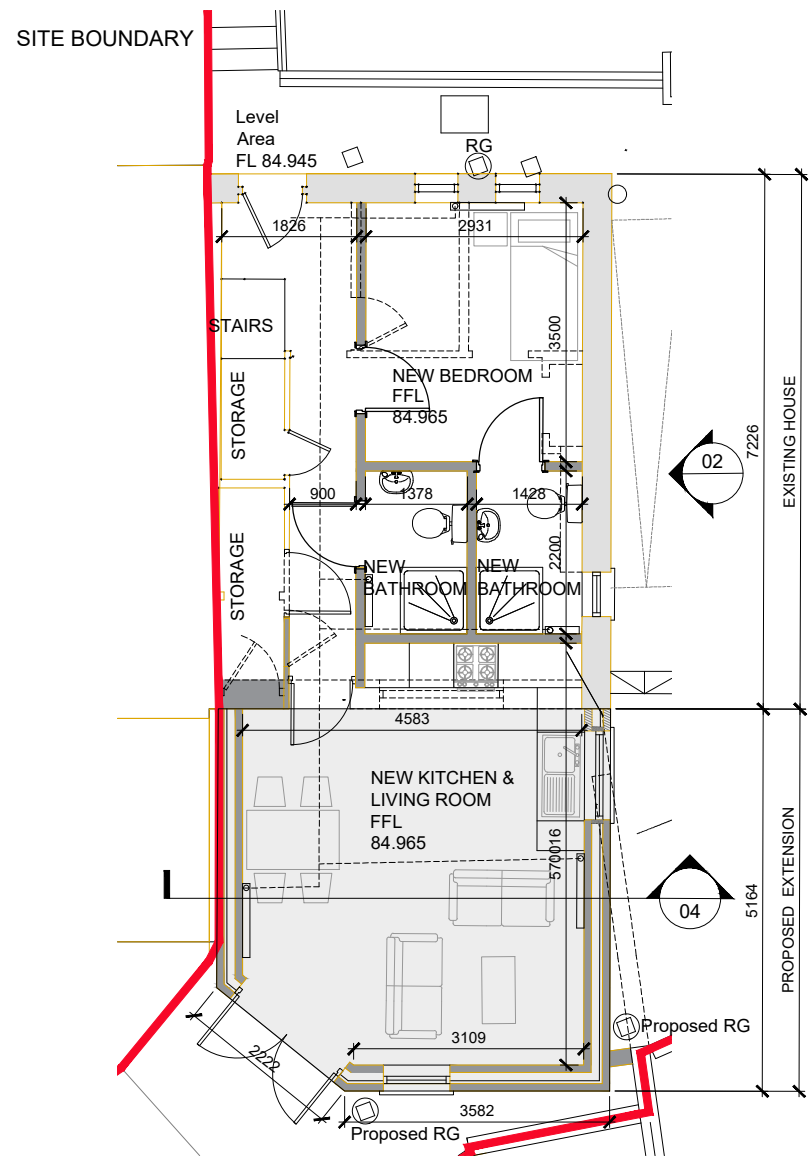 SITE BOUNDARY
Level
Area
FL 84.945
RG
1826
2931
STAIRS
3500
NEW BEDROOM
FFL
84.965
STORAGE
02
7226
EXISTING HOUSE
900
1378
1428
2200
STORAGE
NEW
BATHROOM
NEW
BATHROOM
4583
NEW KITCHEN &
LIVING ROOM
FFL
84.965
570016
04
5164
PROPOSED EXTENSION
Proposed RG
3109
2222
3582
Proposed RG